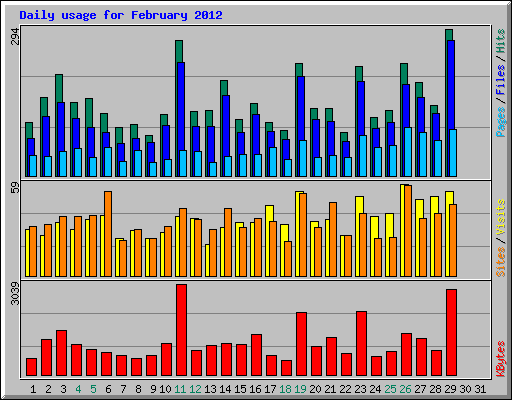 Daily usage for February 2012
294
Pages / Files / Hits
59
Sites / Visits
3039
KBytes
1 2 3 4 5 6 7 8 9 10 11 12 13 14 15 16 17 18 19 20 21 22 23 24 25 26 27 28 29 30 31